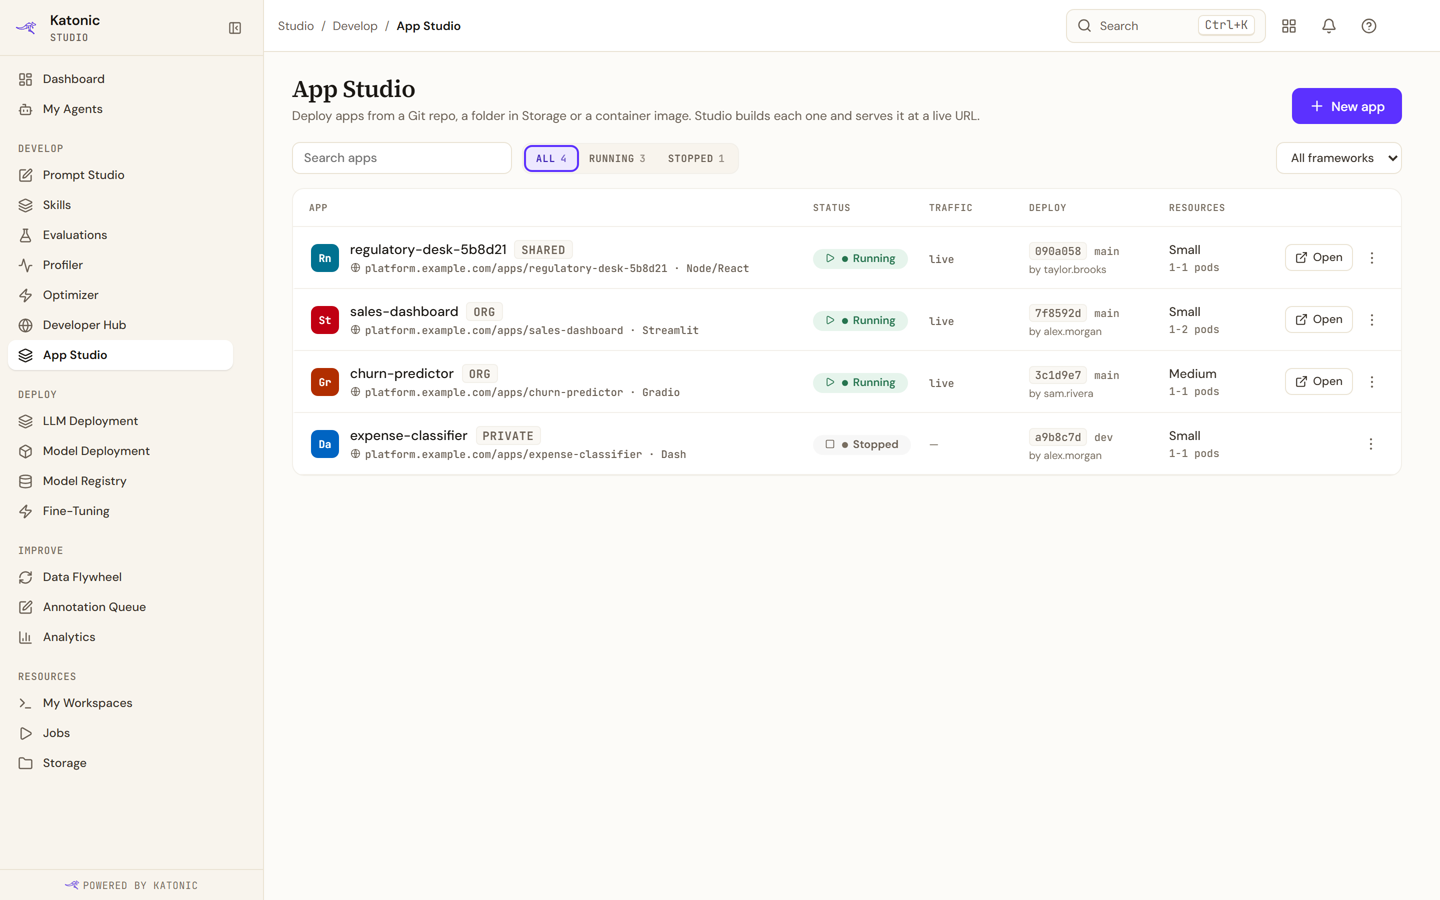 Katonic
STUDIO
Studio / Develop / App Studio
Search Ctrl+K
Dashboard
My Agents
DEVELOP
Prompt Studio
Skills
Evaluations
Profiler
Optimizer
Developer Hub
App Studio
DEPLOY
LLM Deployment
Model Deployment
Model Registry
Fine-Tuning
IMPROVE
Data Flywheel
Annotation Queue
Analytics
RESOURCES
My Workspaces
Jobs
Storage
POWERED BY KATONIC
App Studio
Deploy apps from a Git repo, a folder in Storage or a container image. Studio builds each one and serves it at a live URL.
New app
Search apps
ALL 4 RUNNING 3 STOPPED 1
All frameworks
APP STATUS TRAFFIC DEPLOY RESOURCES
Rn regulatory-desk-5b8d21 SHARED
platform.example.com/apps/regulatory-desk-5b8d21 · Node/React
Running live
090a058 main
by taylor.brooks
Small
1-1 pods
Open
St sales-dashboard ORG
platform.example.com/apps/sales-dashboard · Streamlit
Running live
7f8592d main
by alex.morgan
Small
1-2 pods
Open
Gr churn-predictor ORG
platform.example.com/apps/churn-predictor · Gradio
Running live
3c1d9e7 main
by sam.rivera
Medium
1-1 pods
Open
Da expense-classifier PRIVATE
platform.example.com/apps/expense-classifier · Dash
Stopped —
a9b8c7d dev
by alex.morgan
Small
1-1 pods